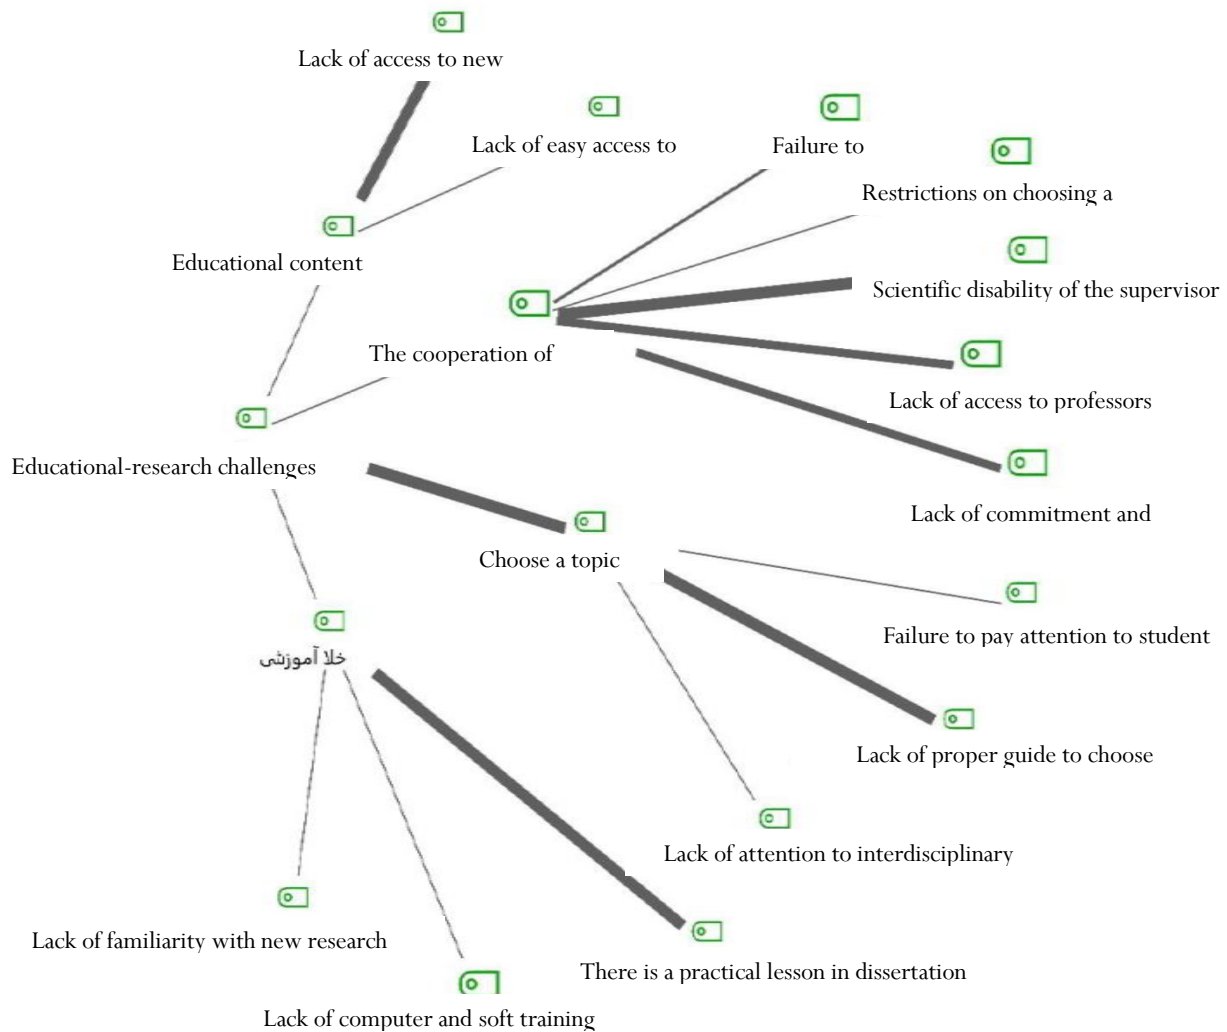 Lack of access to new
Lack of easy access to
Failure to
Restrictions on choosing a
Educational content
Scientific disability of the supervisor
The cooperation of
Lack of access to professors
Educational-research challenges
Lack of commitment and
Choose a topic
Failure to pay attention to student
خلا آموزشی
Lack of proper guide to choose
Lack of attention to interdisciplinary
Lack of familiarity with new research
There is a practical lesson in dissertation
Lack of computer and soft training